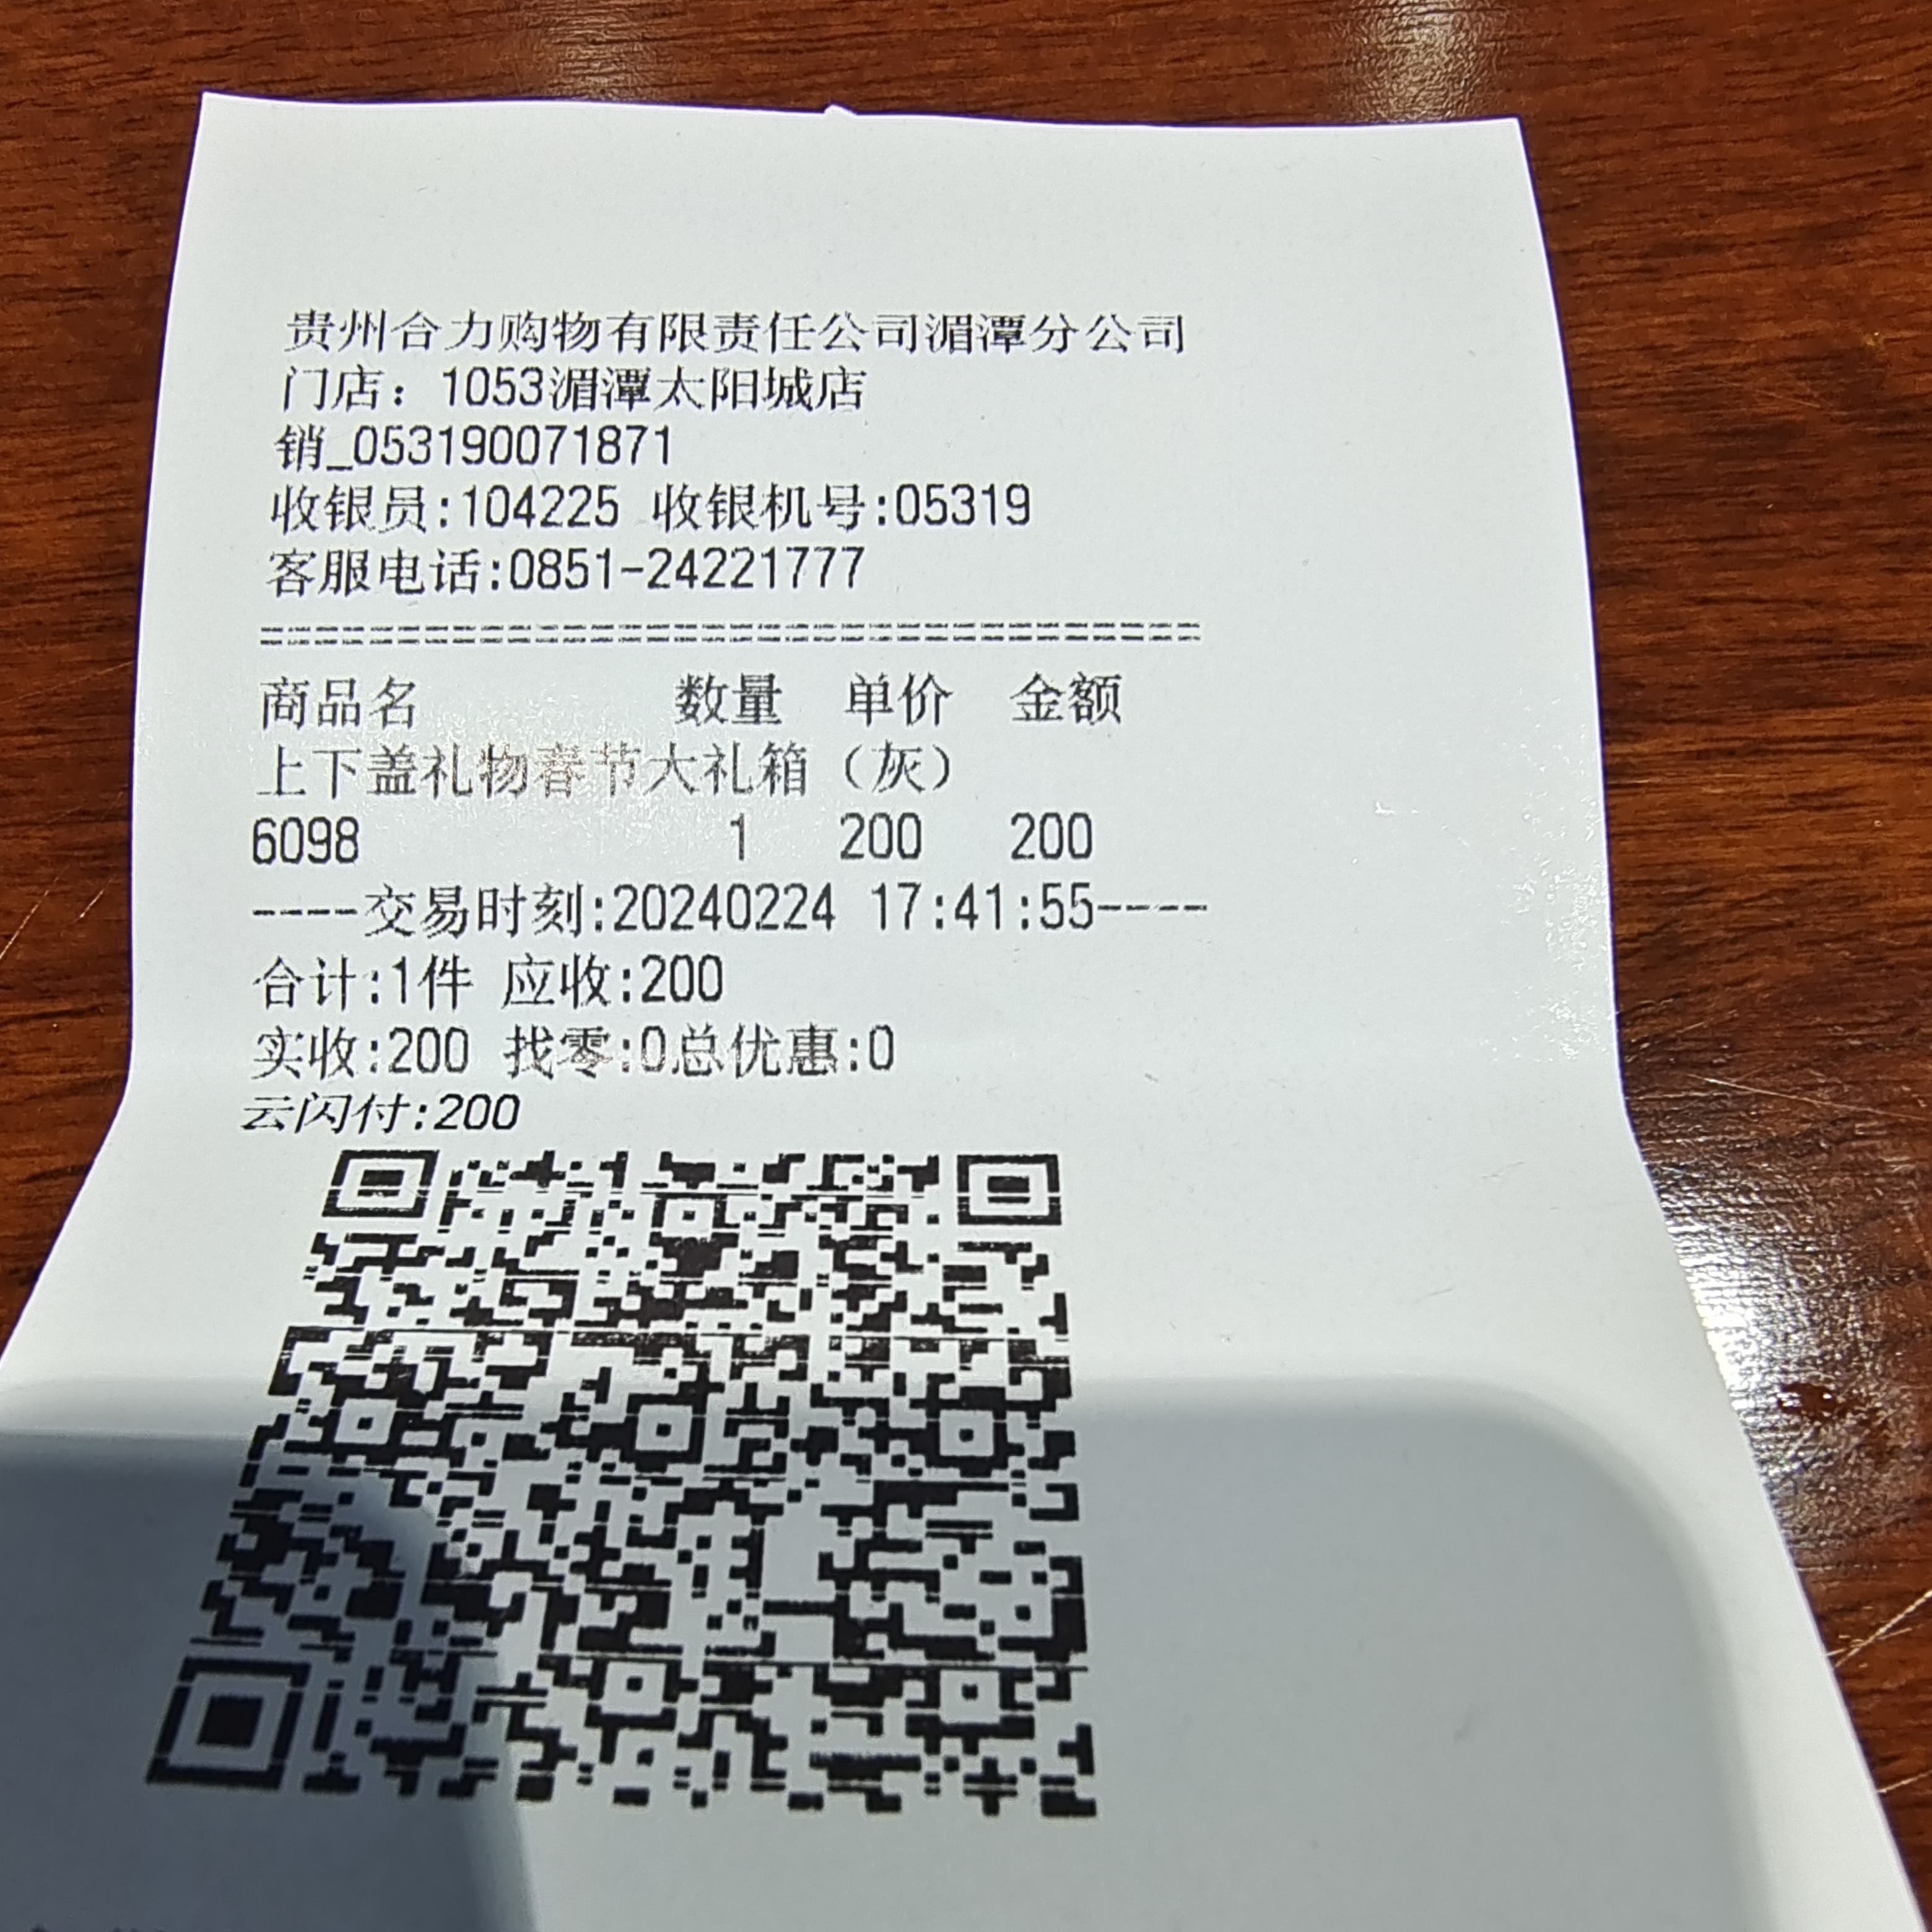 贵州合力购物有限责任公司湄潭分公司
门店：1053湄潭太阳城店
销_053190071871
收银员:104225 收银机号:05319
客服电话:0851-24221777
==================================
商品名 数量 单价 金额
上下盖礼物春节大礼箱（灰）
6098 1 200 200
----交易时刻:20240224 17:41:55----
合计:1件 应收:200
实收:200 找零:0总优惠:0
云闪付:200